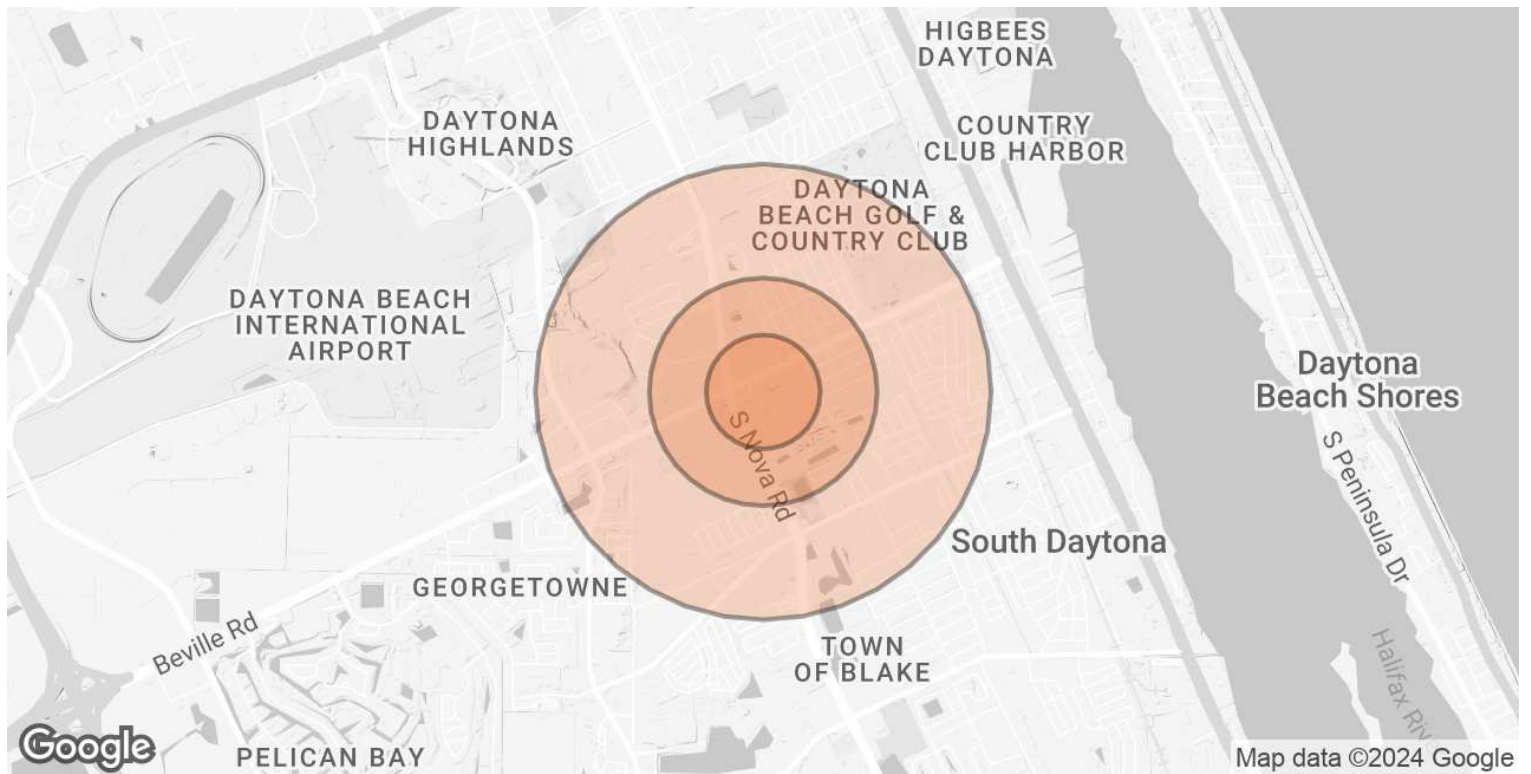 HIGBEES
DAYTONA
DAYTONA
HIGHLANDS
COUNTRY
CLUB HARBOR
DAYTONA
BEACH GOLF &
COUNTRY CLUB
DAYTONA BEACH
INTERNATIONAL
AIRPORT
Daytona
Beach Shores
S Nova Rd
S Peninsula Dr
South Daytona
GEORGETOWNE
Beville Rd
TOWN
OF BLAKE
Halifax
PELICAN BAY
Google
Map data ©2024 Google